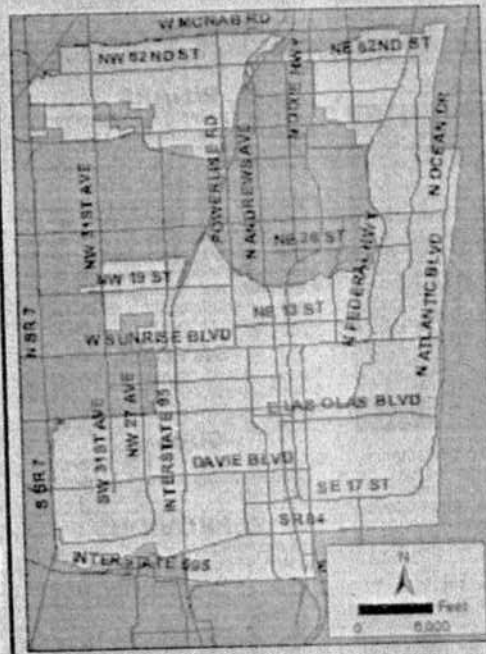 W MCNAB RD
NW 62ND ST
NE 62ND ST
N DIXIE HWY
POWERLINE RD
N ANDREWS AVE
N OCEAN DR
NW 31ST AVE
NE 26 ST
NW 19 ST
N FEDERAL HWY
NE 13 ST
N ATLANTIC BLVD
N SR 7
W SUNRISE BLVD
NW 27 AVE
INTERSTATE 95
E LAS OLAS BLVD
SW 31ST AVE
DAVIE BLVD
S SR 7
SE 17 ST
SR 84
INTERSTATE 595
N
Feet
0